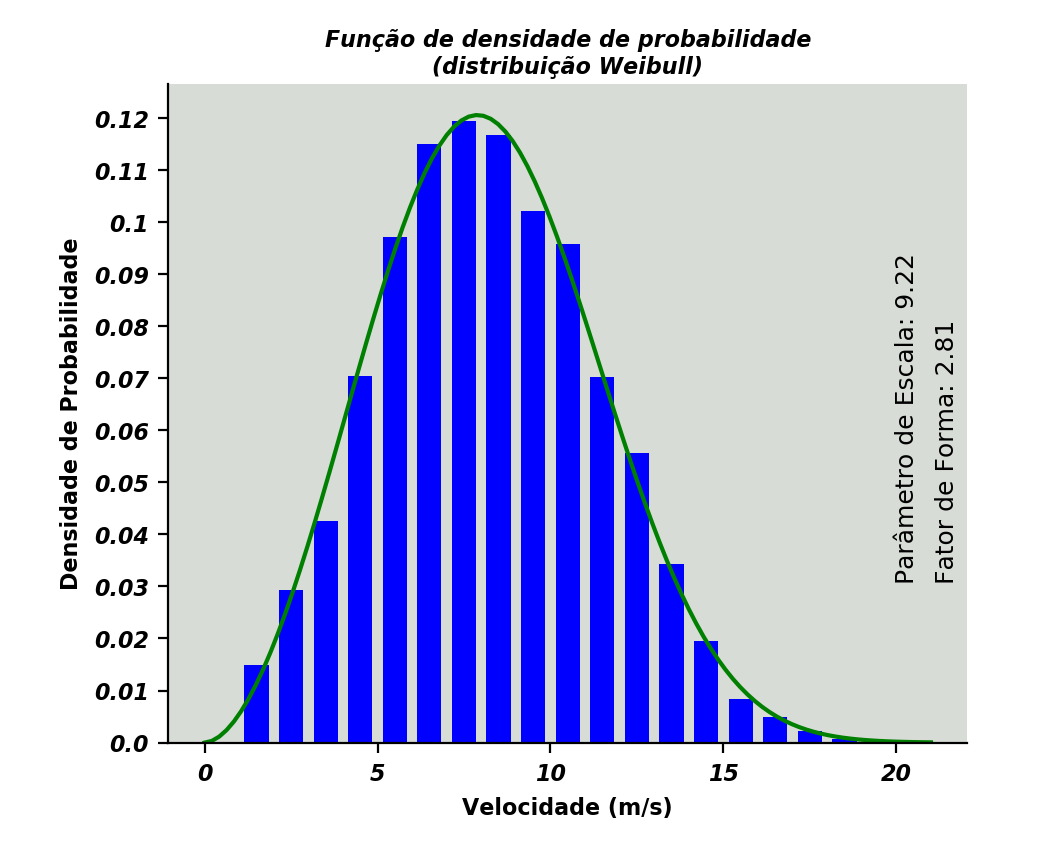 Função de densidade de probabilidade
(distribuição Weibull)
Densidade de Probabilidade
0.12
0.11
0.1
0.09
0.08
0.07
0.06
0.05
0.04
0.03
0.02
0.01
0.0
Parâmetro de Escala: 9.22
Fator de Forma: 2.81
0 5 10 15 20
Velocidade (m/s)